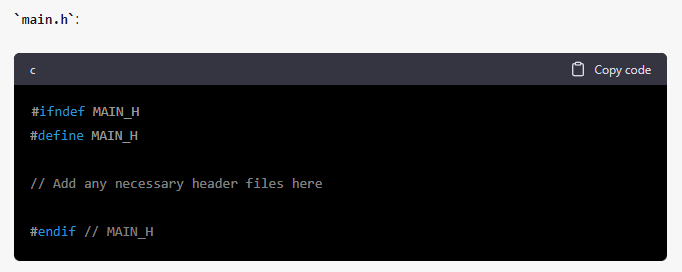 `main.h`:
c
Copy code
#ifndef MAIN_H
#define MAIN_H
// Add any necessary header files here
#endif // MAIN_H